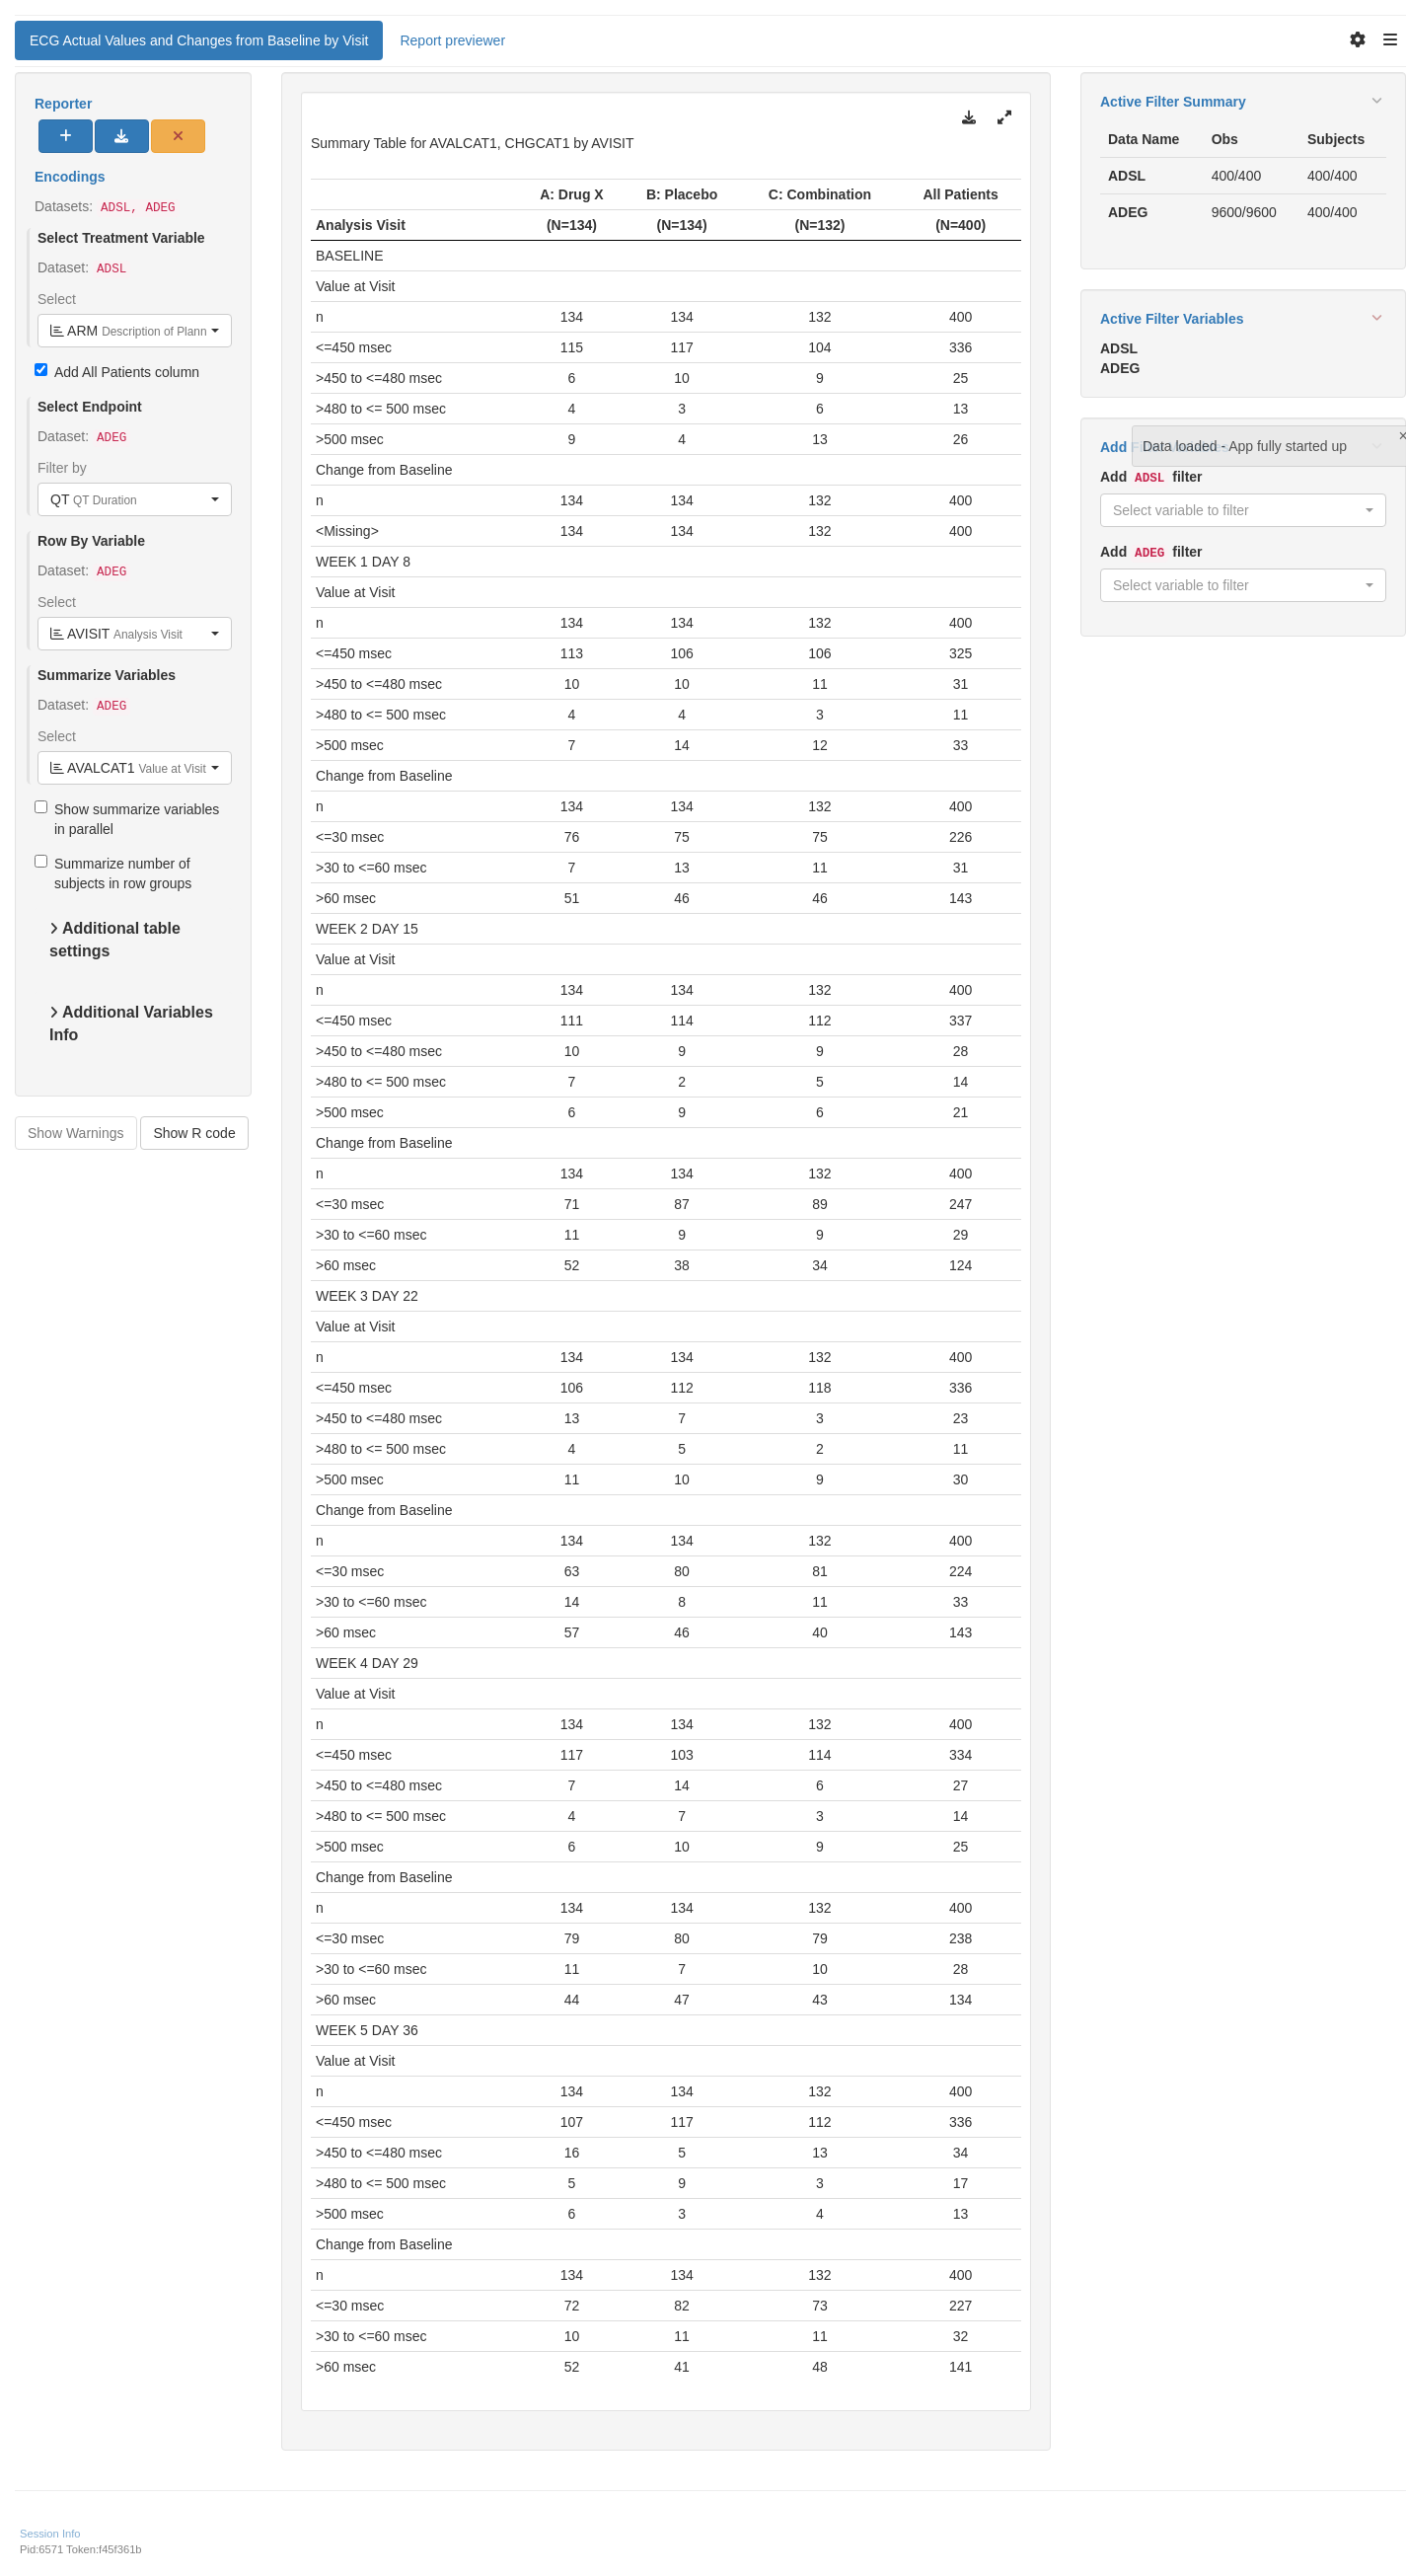 ECG Actual Values and Changes from Baseline by Visit Report previewer
Reporter
Encodings
Datasets: ADSL, ADEG
Select Treatment Variable
Dataset: ADSL
Select
ARM Description of Plann
Add All Patients column
Select Endpoint
Dataset: ADEG
Filter by
QT QT Duration
Row By Variable
Dataset: ADEG
Select
AVISIT Analysis Visit
Summarize Variables
Dataset: ADEG
Select
AVALCAT1 Value at Visit
Show summarize variables
in parallel
Summarize number of
subjects in row groups
Additional table
settings
Additional Variables
Info
Show Warnings Show R code
Summary Table for AVALCAT1, CHGCAT1 by AVISIT
A: Drug X B: Placebo C: Combination All Patients
Analysis Visit (N=134) (N=134) (N=132) (N=400)
BASELINE
Value at Visit
n 134 134 132 400
<=450 msec 115 117 104 336
>450 to <=480 msec 6 10 9 25
>480 to <= 500 msec 4 3 6 13
>500 msec 9 4 13 26
Change from Baseline
n 134 134 132 400
<Missing> 134 134 132 400
WEEK 1 DAY 8
Value at Visit
n 134 134 132 400
<=450 msec 113 106 106 325
>450 to <=480 msec 10 10 11 31
>480 to <= 500 msec 4 4 3 11
>500 msec 7 14 12 33
Change from Baseline
n 134 134 132 400
<=30 msec 76 75 75 226
>30 to <=60 msec 7 13 11 31
>60 msec 51 46 46 143
WEEK 2 DAY 15
Value at Visit
n 134 134 132 400
<=450 msec 111 114 112 337
>450 to <=480 msec 10 9 9 28
>480 to <= 500 msec 7 2 5 14
>500 msec 6 9 6 21
Change from Baseline
n 134 134 132 400
<=30 msec 71 87 89 247
>30 to <=60 msec 11 9 9 29
>60 msec 52 38 34 124
WEEK 3 DAY 22
Value at Visit
n 134 134 132 400
<=450 msec 106 112 118 336
>450 to <=480 msec 13 7 3 23
>480 to <= 500 msec 4 5 2 11
>500 msec 11 10 9 30
Change from Baseline
n 134 134 132 400
<=30 msec 63 80 81 224
>30 to <=60 msec 14 8 11 33
>60 msec 57 46 40 143
WEEK 4 DAY 29
Value at Visit
n 134 134 132 400
<=450 msec 117 103 114 334
>450 to <=480 msec 7 14 6 27
>480 to <= 500 msec 4 7 3 14
>500 msec 6 10 9 25
Change from Baseline
n 134 134 132 400
<=30 msec 79 80 79 238
>30 to <=60 msec 11 7 10 28
>60 msec 44 47 43 134
WEEK 5 DAY 36
Value at Visit
n 134 134 132 400
<=450 msec 107 117 112 336
>450 to <=480 msec 16 5 13 34
>480 to <= 500 msec 5 9 3 17
>500 msec 6 3 4 13
Change from Baseline
n 134 134 132 400
<=30 msec 72 82 73 227
>30 to <=60 msec 10 11 11 32
>60 msec 52 41 48 141
Active Filter Summary
Data Name Obs Subjects
ADSL 400/400 400/400
ADEG 9600/9600 400/400
Active Filter Variables
ADSL
ADEG
Add
Data loaded - App fully started up
Add ADSL filter
Select variable to filter
Add ADEG filter
Select variable to filter
Session Info
Pid:6571 Token:f45f361b